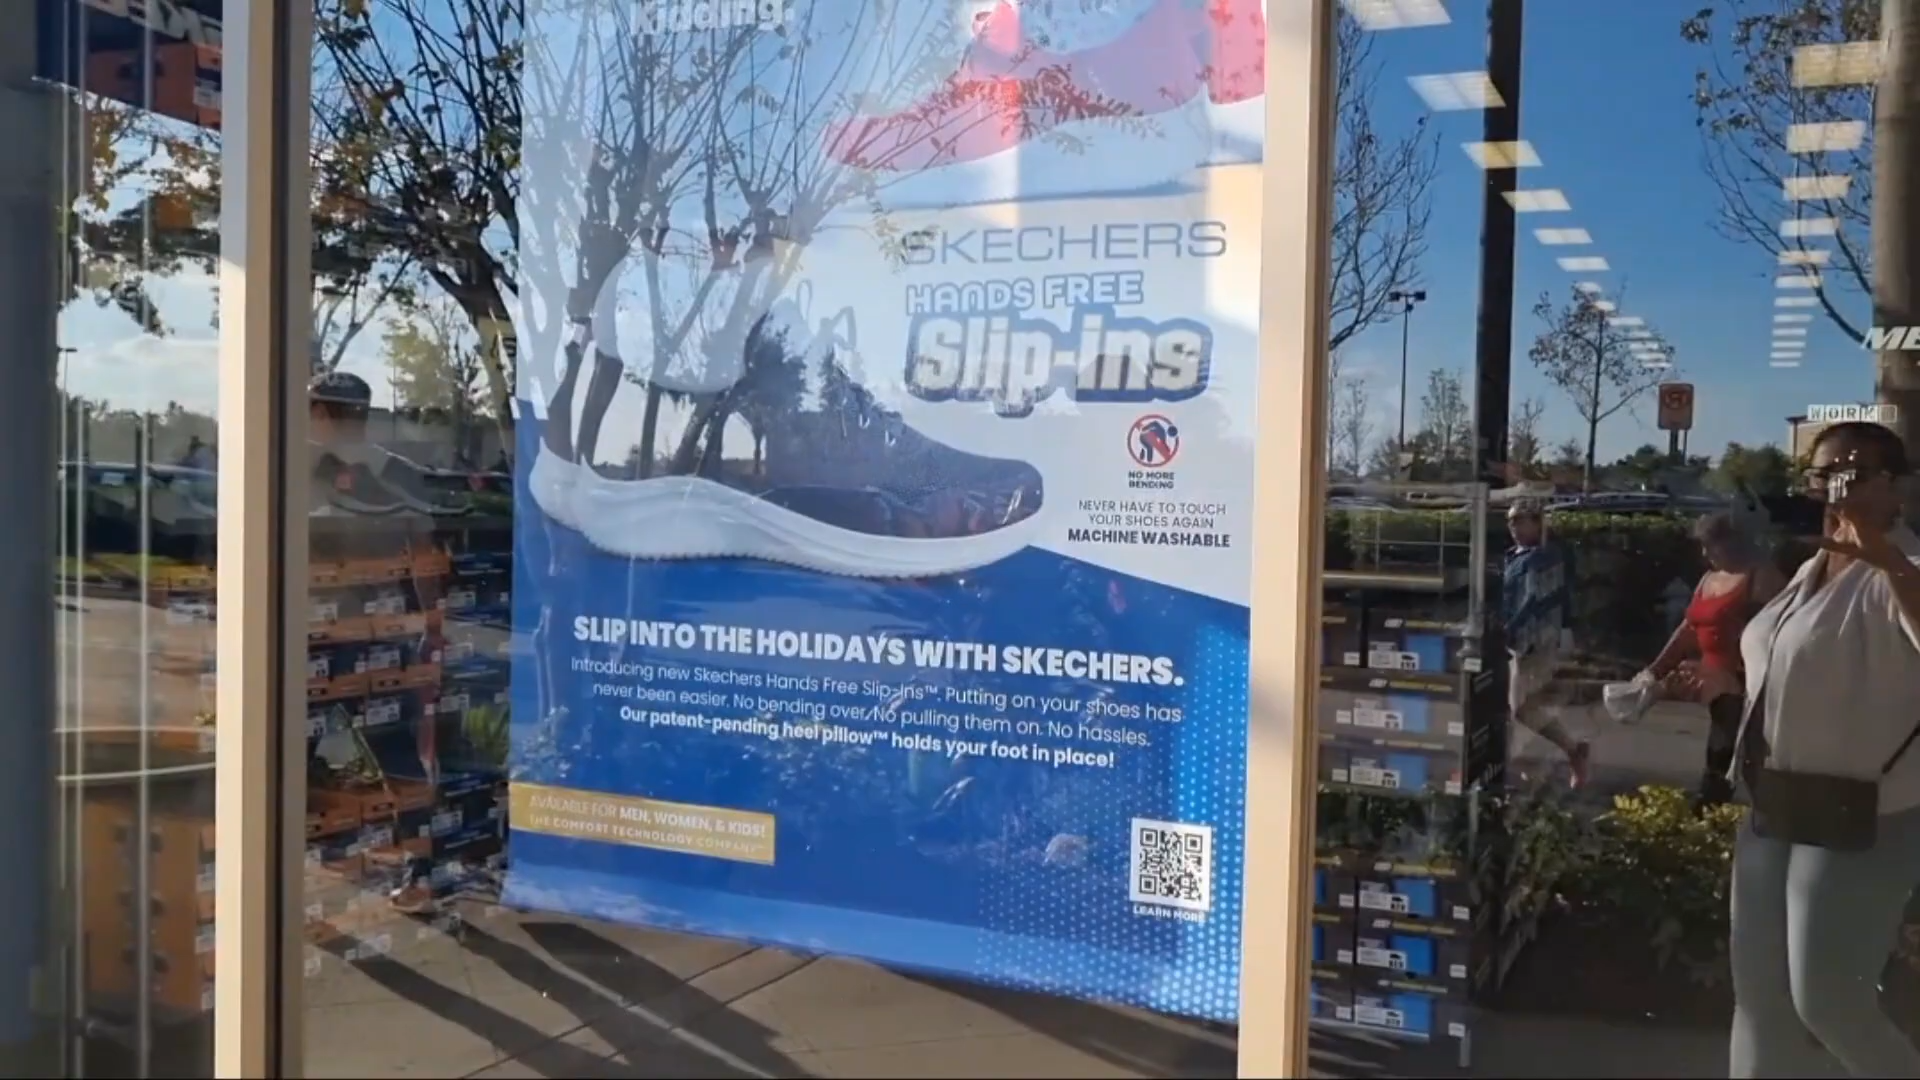 Kidding.
SKECHERS
HANDS FREE
Slip-ins
NO MORE
BENDING
NEVER HAVE TO TOUCH
YOUR SHOES AGAIN
MACHINE WASHABLE
SLIP INTO THE HOLIDAYS WITH SKECHERS.
Introducing new Skechers Hands Free Slip-Ins™. Putting on your shoes has
never been easier. No bending over. No pulling them on. No hassles.
Our patent-pending heel pillow™ holds your foot in place!
AVAILABLE FOR MEN, WOMEN, & KIDS!
THE COMFORT TECHNOLOGY COMPANY™
LEARN MORE